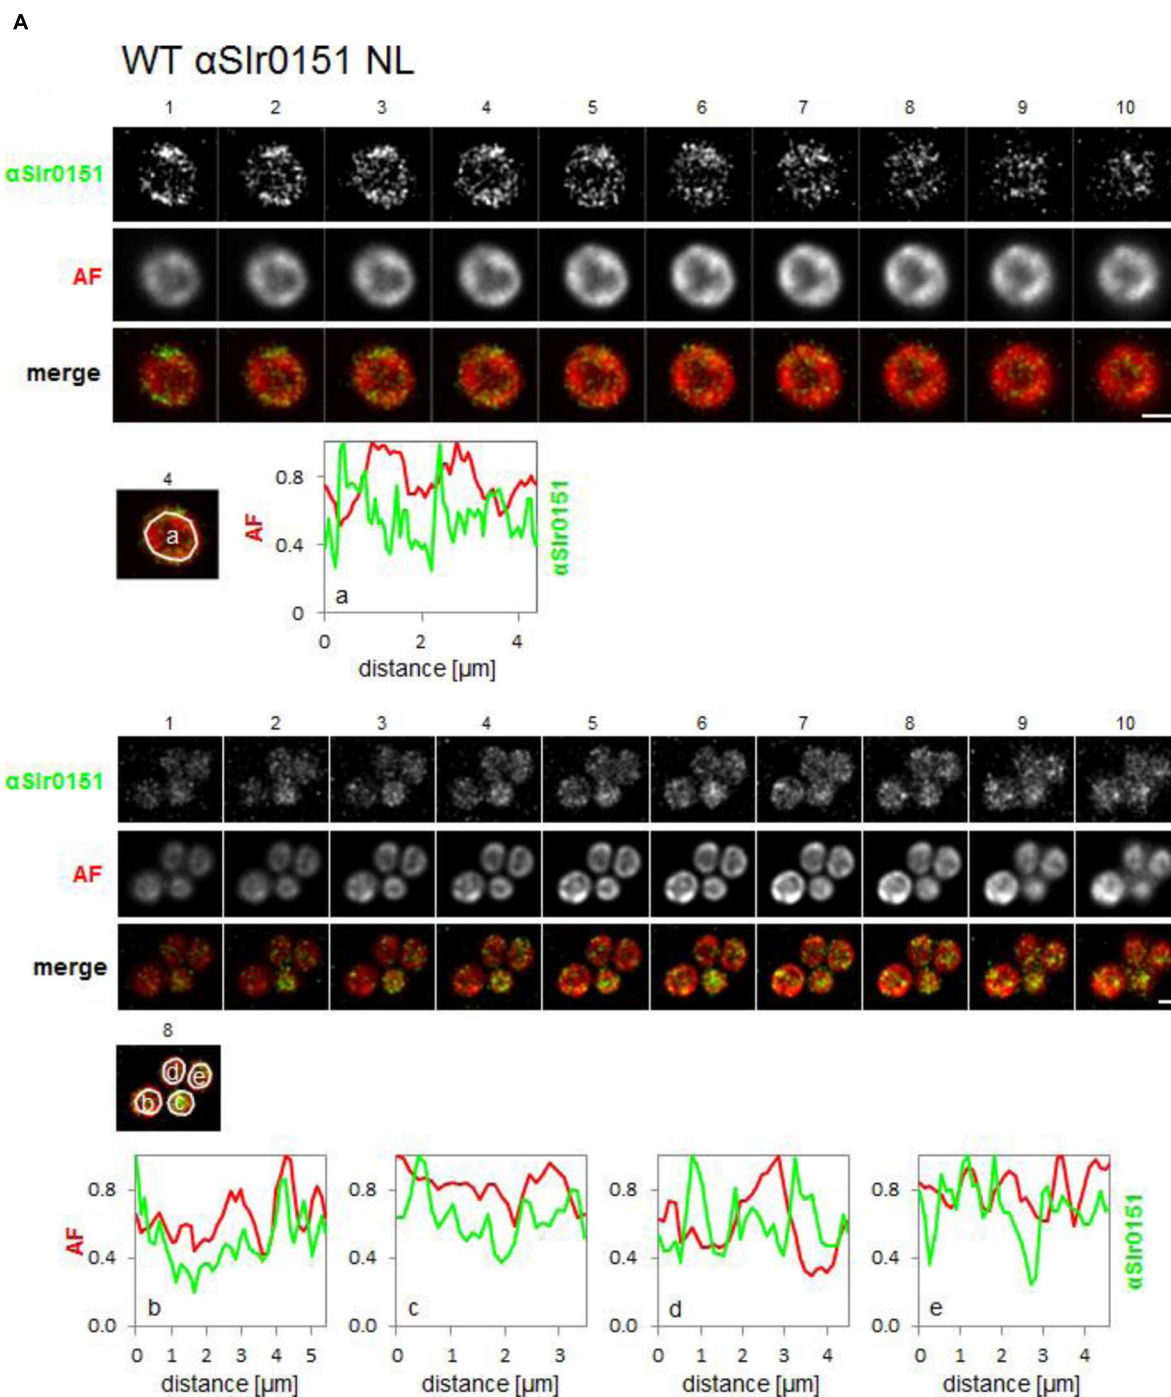 A
WT αSlr0151 NL
1 2 3 4 5 6 7 8 9 10
αSlr0151
AF
merge
4
a
0.8
0.4
0
AF
αSlr0151
a
0 2 4
distance [µm]
1 2 3 4 5 6 7 8 9 10
αSlr0151
AF
merge
8
d e
b c
0.8 0.8 0.8 0.8
0.4 0.4 0.4 0.4
AF
αSlr0151
b c d e
0.0 0.0 0.0 0.0
0 1 2 3 4 5 0 1 2 3 0 1 2 3 4 0 1 2 3 4
distance [µm] distance [µm] distance [µm] distance [µm]